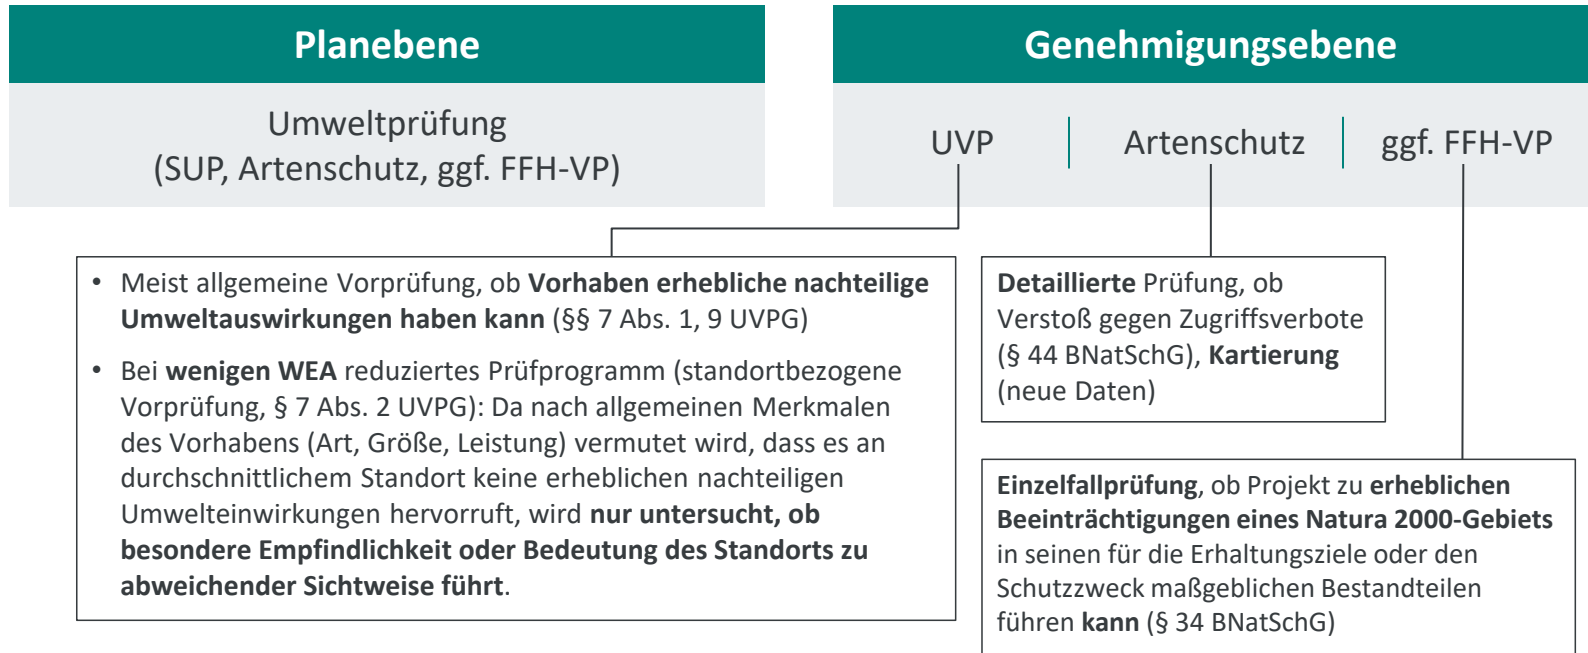 Planebene
Umweltprüfung
(SUP, Artenschutz, ggf. FFH-VP)
Genehmigungsebene
UVP
Artenschutz
ggf. FFH-VP
• Meist allgemeine Vorprüfung, ob Vorhaben erhebliche nachteilige
Umweltauswirkungen haben kann (§§ 7 Abs. 1, 9 UVPG)
• Bei wenigen WEA reduziertes Prüfprogramm (standortbezogene
Vorprüfung, § 7 Abs. 2 UVPG): Da nach allgemeinen Merkmalen
des Vorhabens (Art, Größe, Leistung) vermutet wird, dass es an
durchschnittlichem Standort keine erheblichen nachteiligen
Umwelteinwirkungen hervorruft, wird nur untersucht, ob
besondere Empfindlichkeit oder Bedeutung des Standorts zu
abweichender Sichtweise führt.
Detaillierte Prüfung, ob
Verstoß gegen Zugriffsverbote
(§ 44 BNatSchG), Kartierung
(neue Daten)
Einzelfallprüfung, ob Projekt zu erheblichen
Beeinträchtigungen eines Natura 2000-Gebiets
in seinen für die Erhaltungsziele oder den
Schutzzweck maßgeblichen Bestandteilen
führen kann (§ 34 BNatSchG)